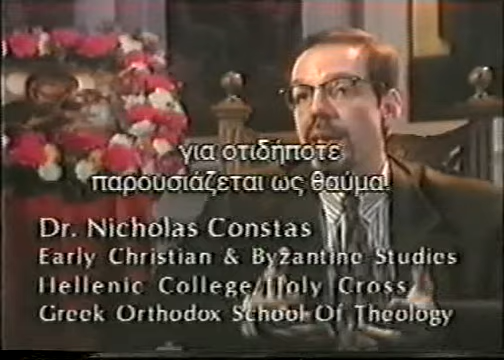 για οτιδήποτε
παρουσιάζεται ως θαύμα.
Dr. Nicholas Constas
Early Christian & Byzantine Studies
Hellenic College/Holy Cross
Greek Orthodox School Of Theology